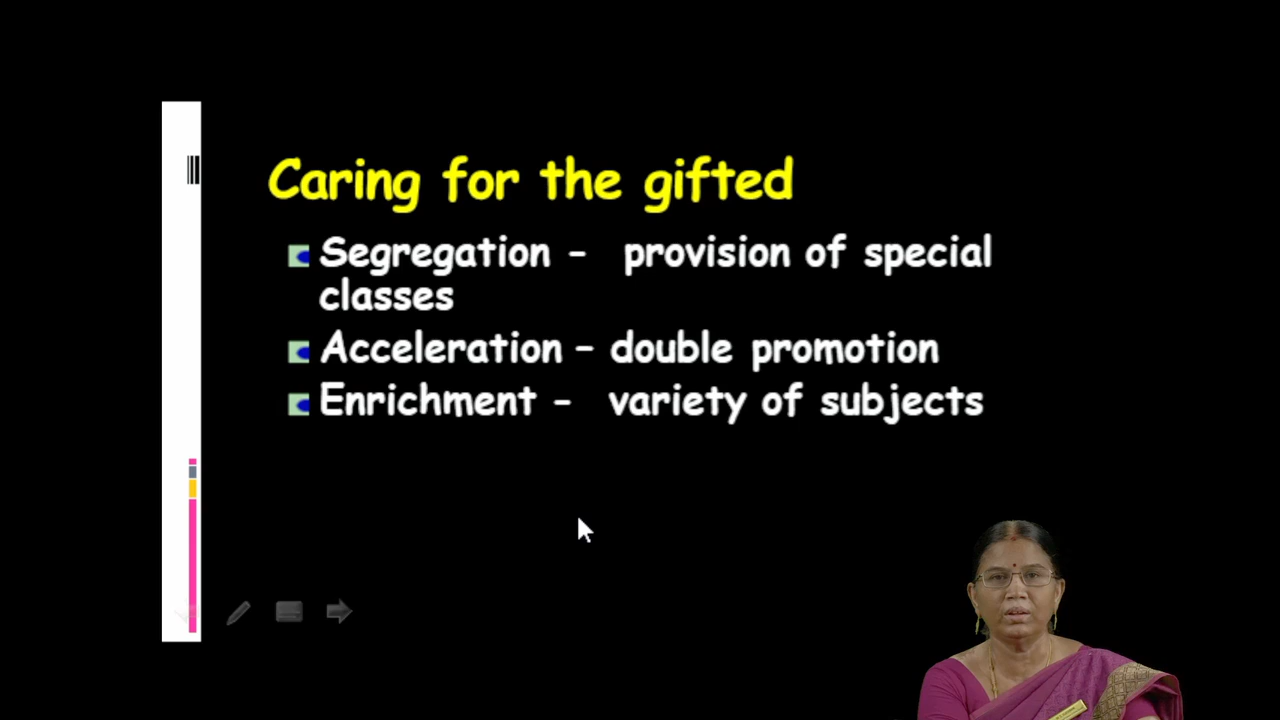 Caring for the gifted
Segregation - provision of special
classes
Acceleration - double promotion
Enrichment - variety of subjects